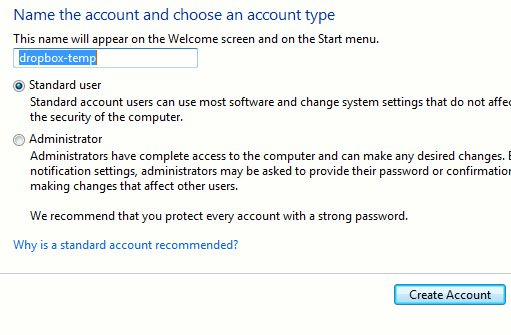 Name the account and choose an account type
This name will appear on the Welcome screen and on the Start menu.
dropbox-temp
Standard user
Standard account users can use most software and change system settings that do not affec
the security of the computer.
Administrator
Administrators have complete access to the computer and can make any desired changes.
notification settings, administrators may be asked to provide their password or confirmation
making changes that affect other users.
We recommend that you protect every account with a strong password.
Why is a standard account recommended?
Create Account